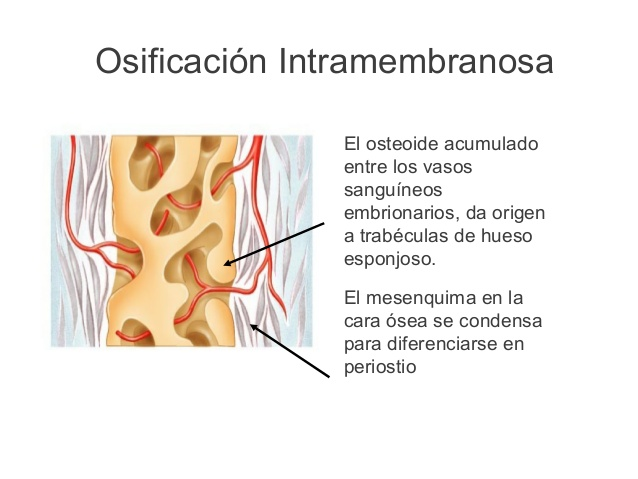 Osificación Intramembranosa
El osteoide acumulado
entre los vasos
sanguíneos
embrionarios, da origen
a trabéculas de hueso
esponjoso.
El mesenquima en la
cara ósea se condensa
para diferenciarse en
periostio